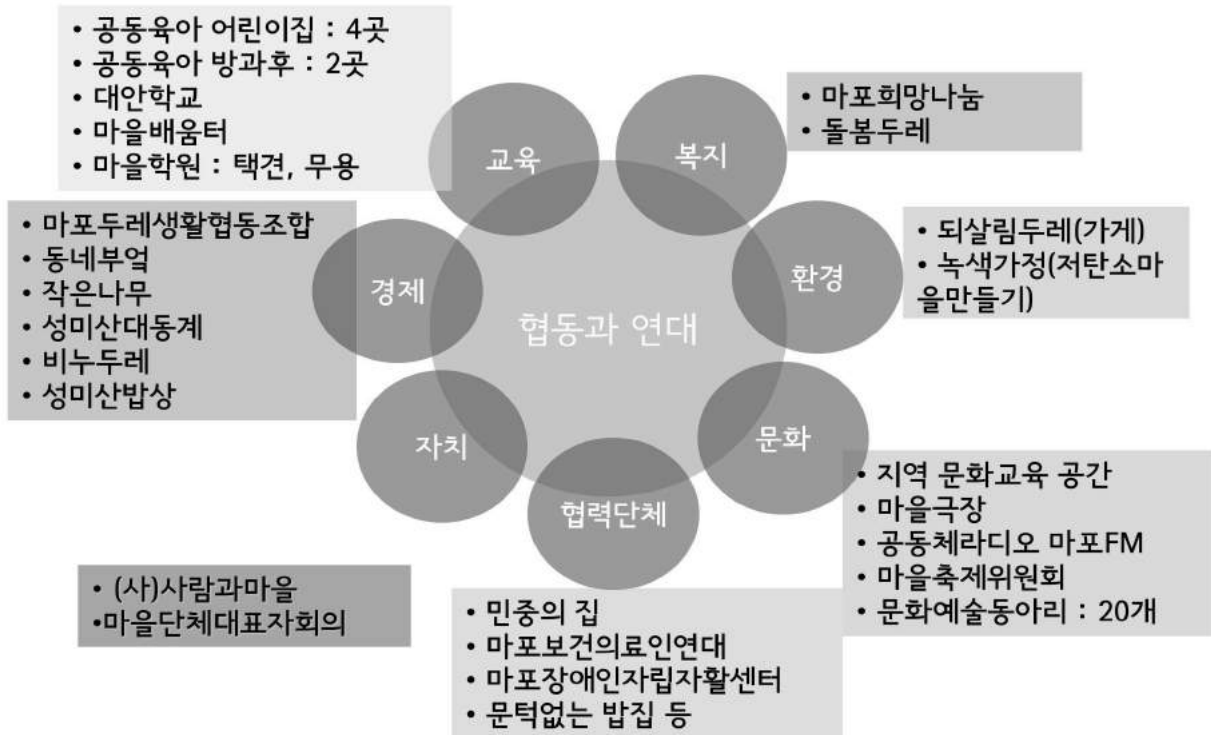 • 공동육아 어린이집 : 4곳
• 공동육아 방과후 : 2곳
• 대안학교
• 마을배움터
• 마을학원 : 택견, 무용
교육
복지
• 마포희망나눔
• 돌봄두레
• 마포두레생활협동조합
• 동네부엌
• 작은나무
• 성미산대동계
• 비누두레
• 성미산밥상
경제
협동과 연대
환경
• 되살림두레(가게)
• 녹색가정(저탄소마
을만들기)
자치
협력단체
문화
• 지역 문화교육 공간
• 마을극장
• 공동체라디오 마포FM
• 마을축제위원회
• 문화예술동아리 : 20개
• (사)사람과마을
•마을단체대표자회의
• 민중의 집
• 마포보건의료인연대
• 마포장애인자립자활센터
• 문턱없는 밥집 등